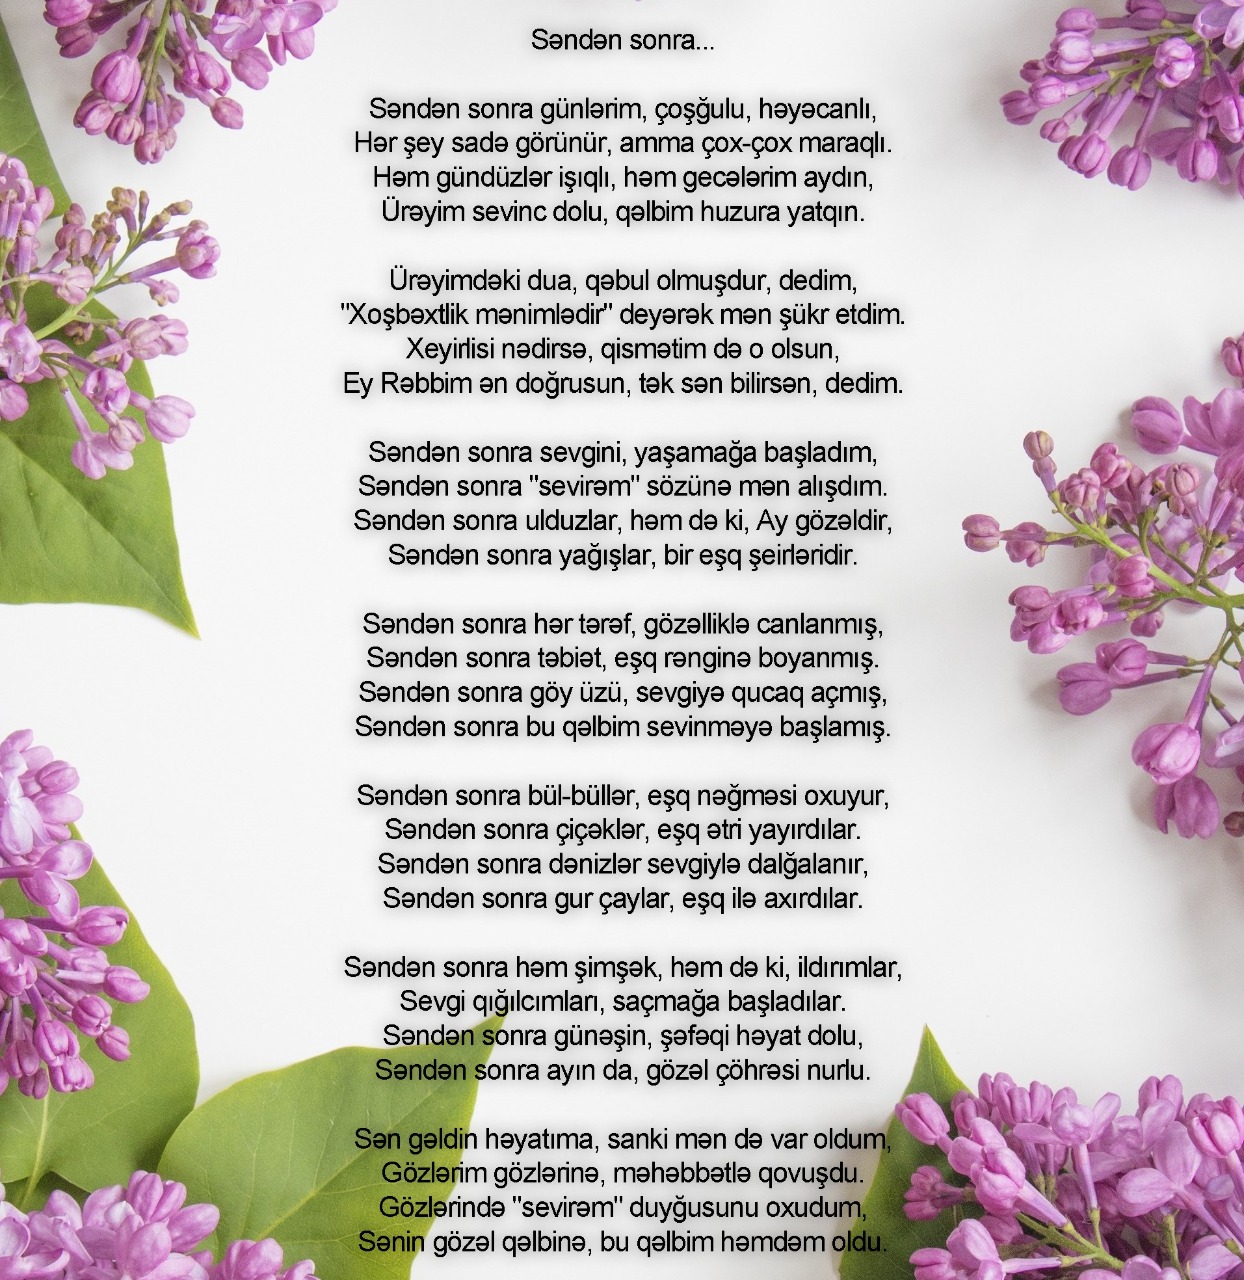 Səndən sonra...
Səndən sonra günlərim, çoşğulu, həyəcanlı,
Hər şey sadə görünür, amma çox-çox maraqlı.
Həm gündüzlər işıqlı, həm gecələrim aydın,
Ürəyim sevinc dolu, qəlbim huzura yatqın.
Ürəyimdəki dua, qəbul olmuşdur, dedim,
"Xoşbəxtlik mənimlədir" deyərək mən şükr etdim.
Xeyirlisi nədirsə, qismətim də o olsun,
Ey Rəbbim ən doğrusun, tək sən bilirsən, dedim.
Səndən sonra sevgini, yaşamağa başladım,
Səndən sonra "sevirəm" sözünə mən alışdım.
Səndən sonra ulduzlar, həm də ki, Ay gözəldir,
Səndən sonra yağışlar, bir eşq şeirləridir.
Səndən sonra hər tərəf, gözəlliklə canlanmış,
Səndən sonra təbiət, eşq rənginə boyanmış.
Səndən sonra göy üzü, sevgiyə qucaq açmış,
Səndən sonra bu qəlbim sevinməyə başlamış.
Səndən sonra bül-büllər, eşq nəğməsi oxuyur,
Səndən sonra çiçəklər, eşq ətri yayırdılar.
Səndən sonra dənizlər sevgiylə dalğalanır,
Səndən sonra gur çaylar, eşq ilə axırdılar.
Səndən sonra həm şimşək, həm də ki, ildırımlar,
Sevgi qığılcımları, saçmağa başladılar.
Səndən sonra günəşin, şəfəqi həyat dolu,
Səndən sonra ayın da, gözəl çöhrəsi nurlu.
Sən gəldin həyatıma, sanki mən də var oldum,
Gözlərim gözlərinə, məhəbbətlə qovuşdu.
Gözlərində "sevirəm" duyğusunu oxudum,
Sənin gözəl qəlbinə, bu qəlbim həmdəm oldu.